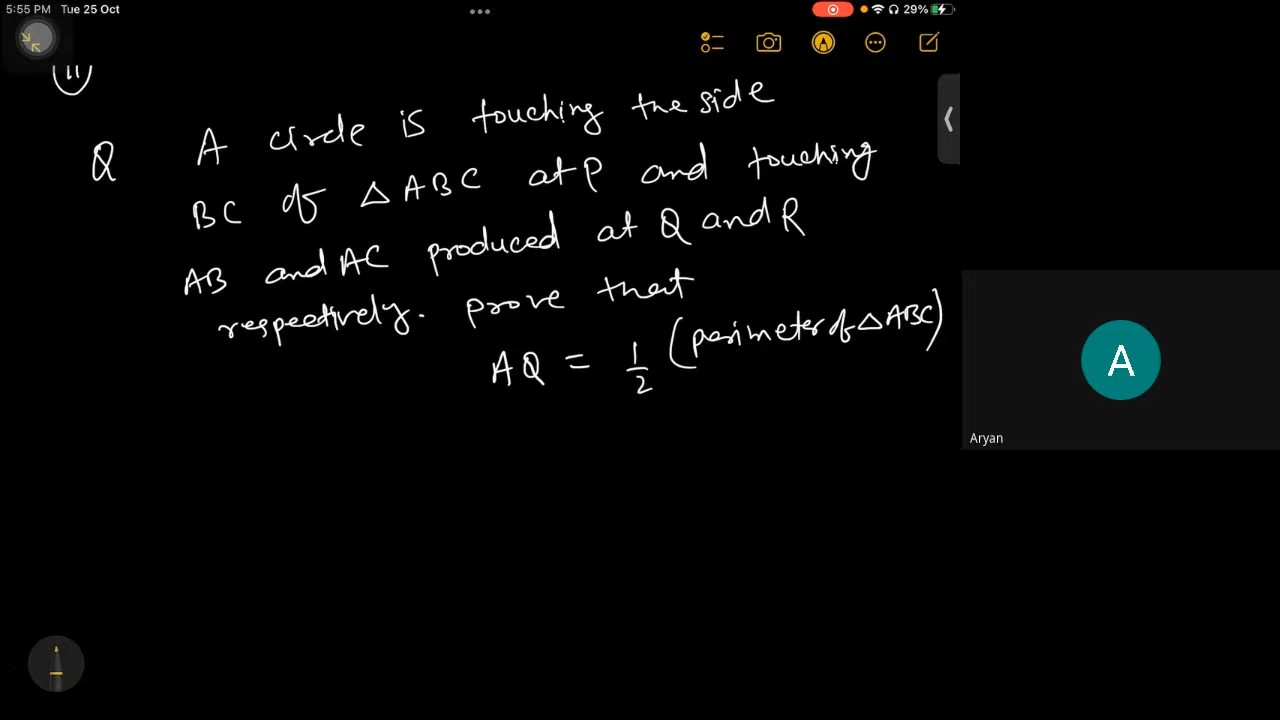 5:55 PM Tue 25 Oct
29%
11
Q A circle is touching the side
BC of △ABC at P and touching
AB and AC produced at Q and R
respectively. prove that
AQ = 1/2 (perimeter of △ABC)
A
Aryan